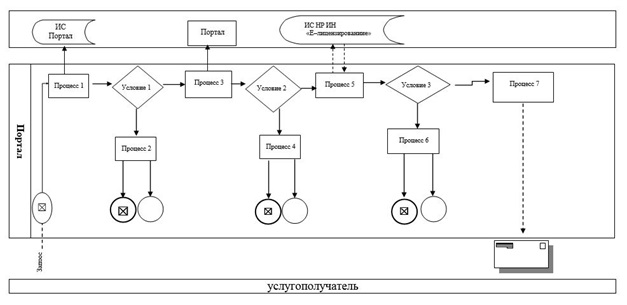 ИС
Портал
Портал
ИС НР ИН
«Е-лицензирование»
Портал
Процесс 1
Условие 1
Процесс 3
Условие 2
Процесс 5
Условие 3
Процесс 7
Процесс 2
Процесс 4
Процесс 6
услугополучатель